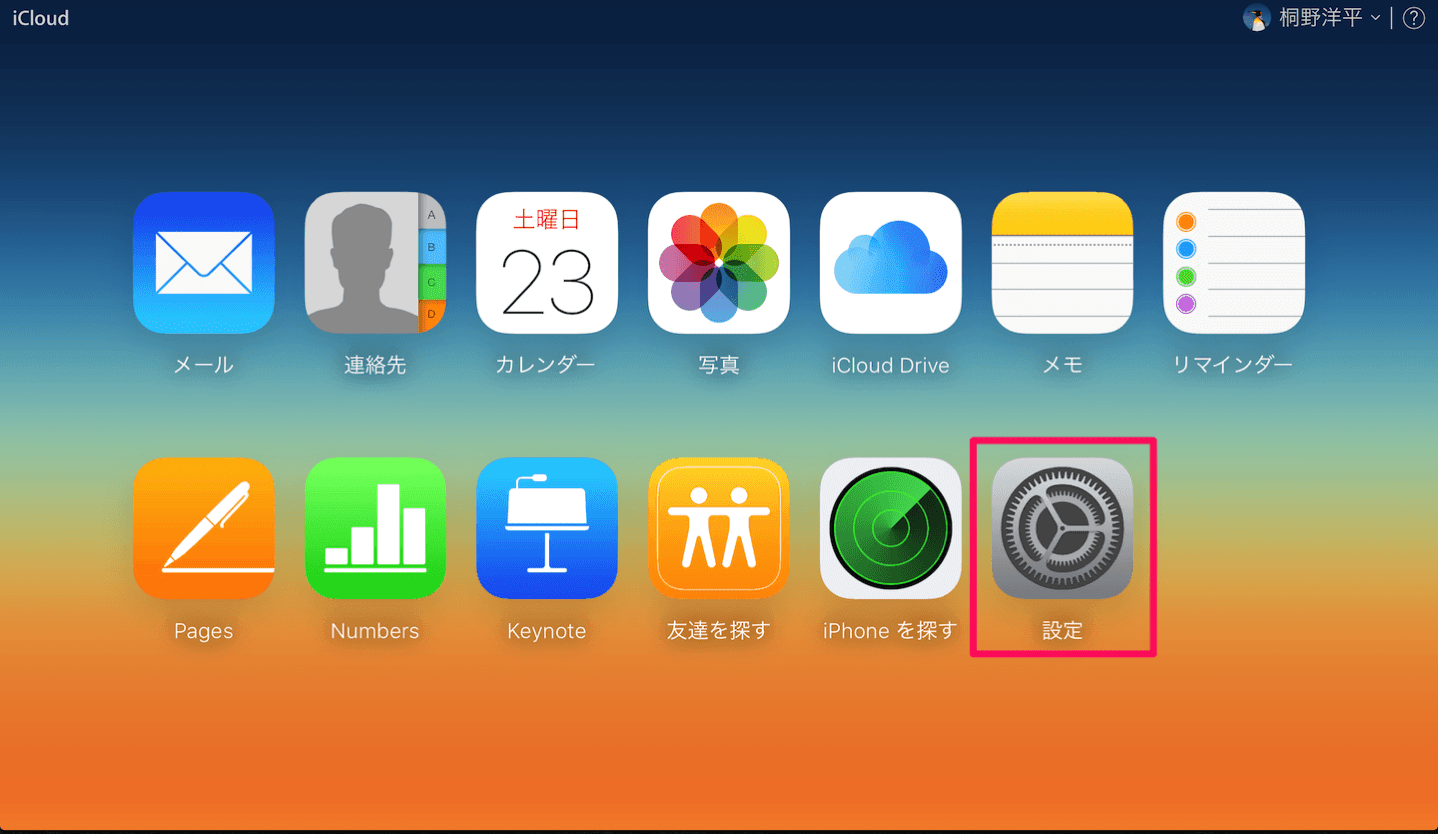 iCloud
桐野洋平
?
A
B
C
D
土曜日
23
メール
連絡先
カレンダー
写真
iCloud Drive
メモ
リマインダー
Pages
Numbers
Keynote
友達を探す
iPhone を探す
設定